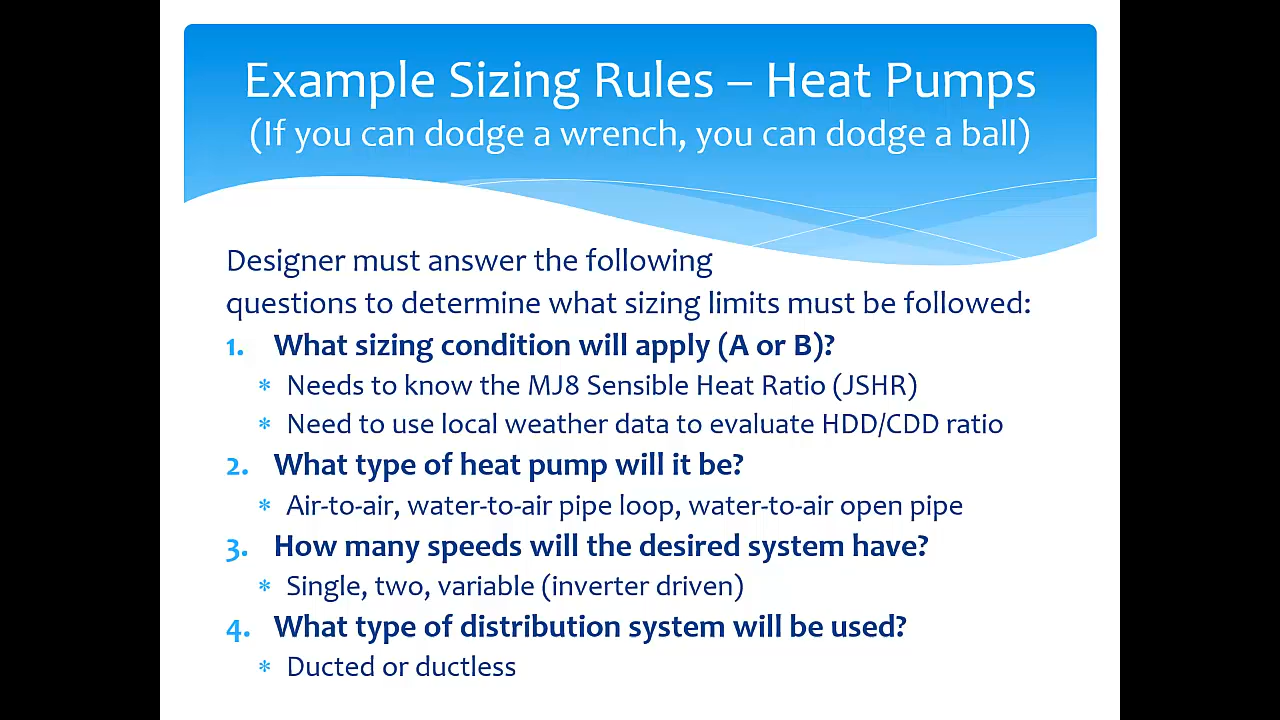 Example Sizing Rules – Heat Pumps
(If you can dodge a wrench, you can dodge a ball)
Designer must answer the following
questions to determine what sizing limits must be followed:
1. What sizing condition will apply (A or B)?
* Needs to know the MJ8 Sensible Heat Ratio (JSHR)
* Need to use local weather data to evaluate HDD/CDD ratio
2. What type of heat pump will it be?
* Air-to-air, water-to-air pipe loop, water-to-air open pipe
3. How many speeds will the desired system have?
* Single, two, variable (inverter driven)
4. What type of distribution system will be used?
* Ducted or ductless